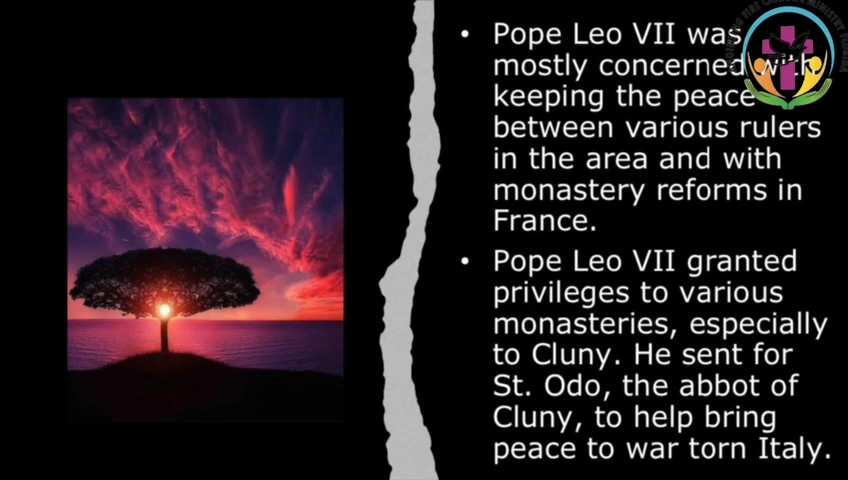 • Pope Leo VII was
mostly concerned with
keeping the peace
between various rulers
in the area and with
monastery reforms in
France.
• Pope Leo VII granted
privileges to various
monasteries, especially
to Cluny. He sent for
St. Odo, the abbot of
Cluny, to help bring
peace to war torn Italy.